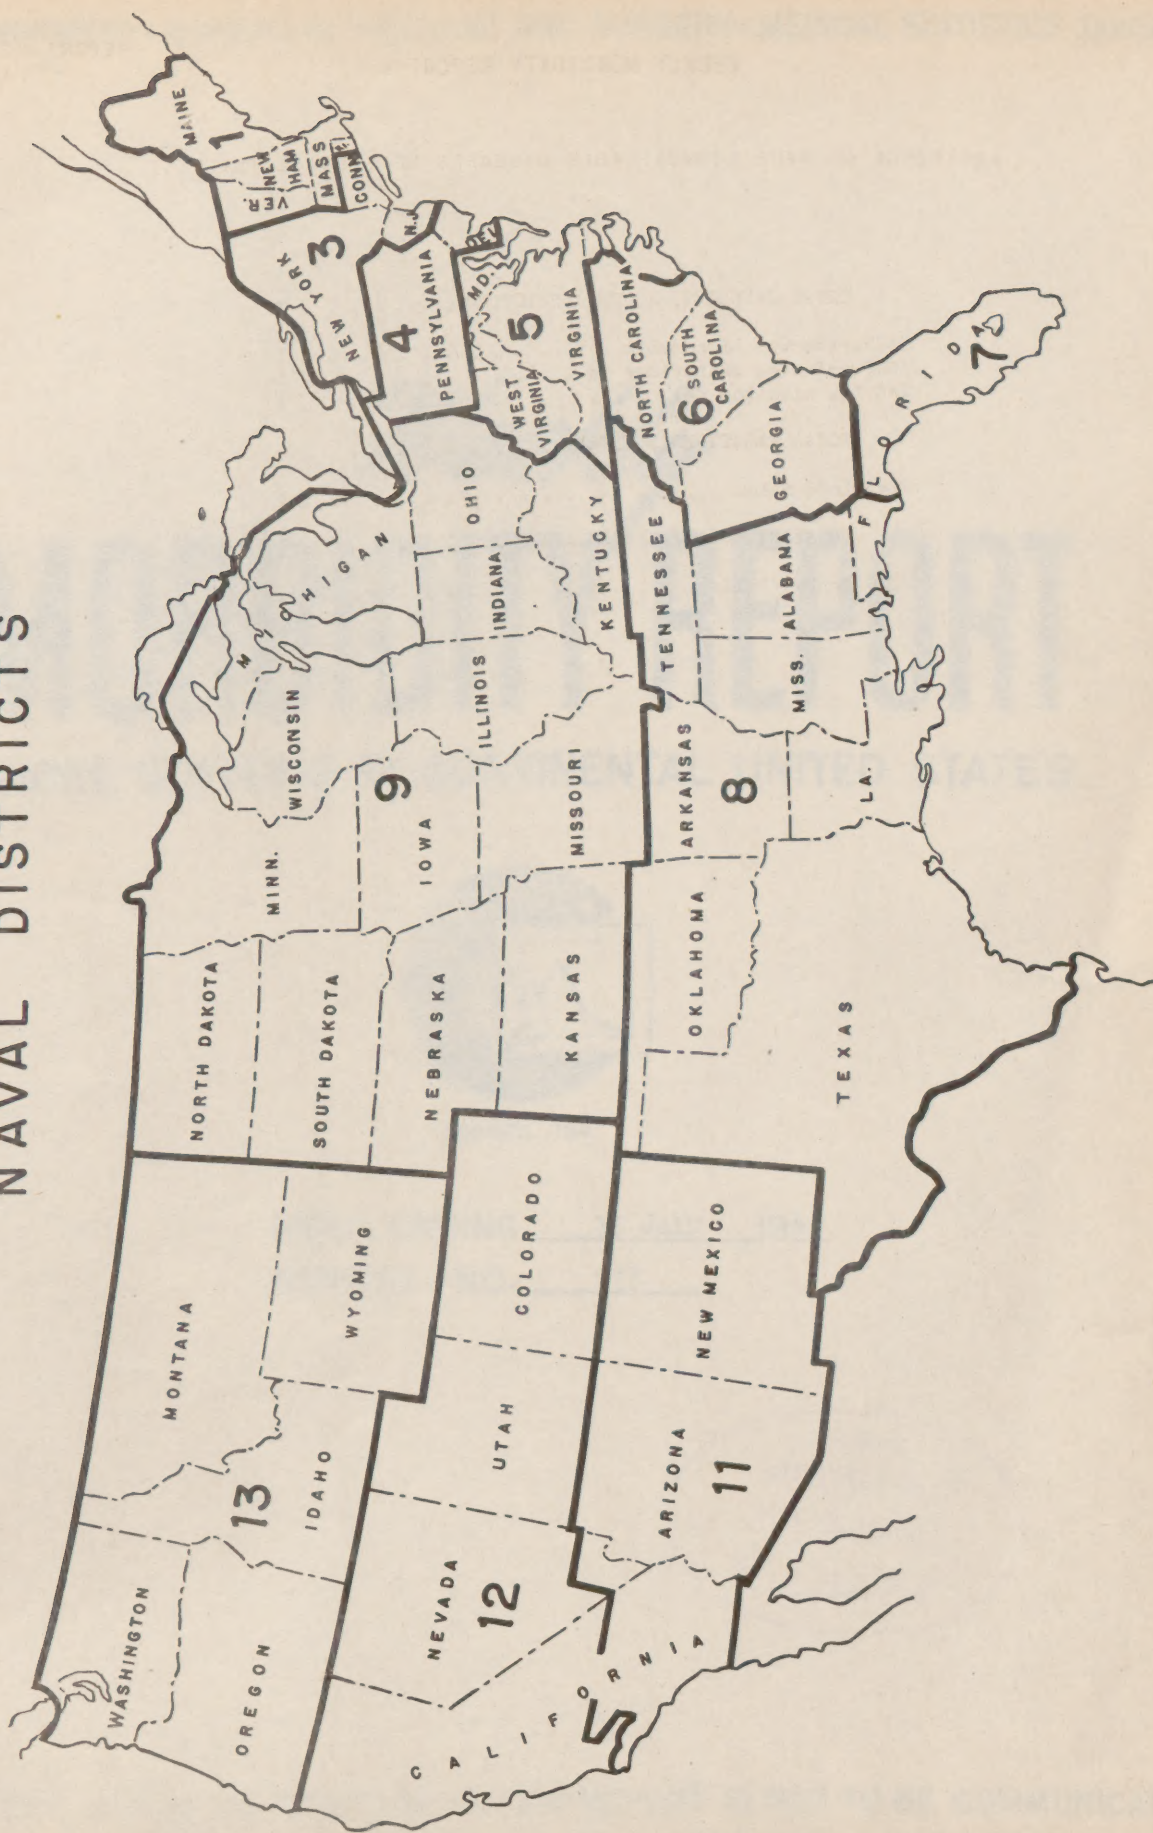 NAVAL DISTRICTS
WASHINGTON
OREGON
CALIFORNIA
NEVADA
12
IDAHO
13
MONTANA
WYOMING
UTAH
COLORADO
ARIZONA
11
NEW MEXICO
NORTH DAKOTA
SOUTH DAKOTA
NEBRASKA
KANSAS
OKLAHOMA
TEXAS
MINN.
IOWA
9
WISCONSIN
MICHIGAN
ILLINOIS
INDIANA
OHIO
MISSOURI
KENTUCKY
ARKANSAS
8
LA.
MISS.
ALABAMA
TENNESSEE
GEORGIA
6
SOUTH
CAROLINA
NORTH CAROLINA
FLORIDA
7
WEST
VIRGINIA
5
VIRGINIA
MD.
DEL
PENNSYLVANIA
4
N.J.
NEW YORK
3
CONN
MASS
VER.
NEW
HAM
MAINE
1